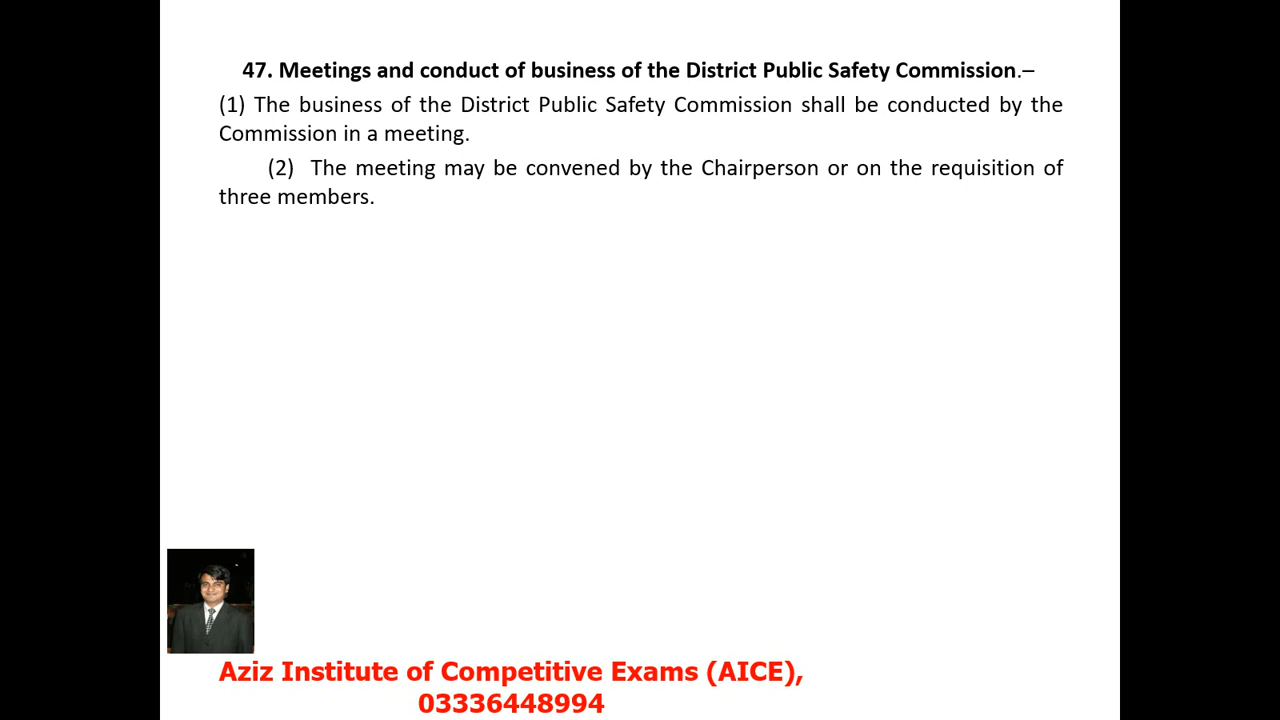 47. Meetings and conduct of business of the District Public Safety Commission.–
(1) The business of the District Public Safety Commission shall be conducted by the
Commission in a meeting.
(2) The meeting may be convened by the Chairperson or on the requisition of
three members.
Aziz Institute of Competitive Exams (AICE),
03336448994